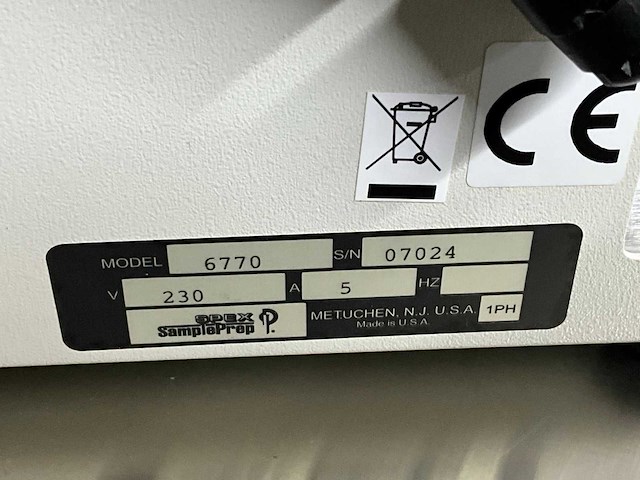 CE
MODEL 6770 S/N 07024
V 230 A 5 HZ
SPEX
SamplePrep
METUCHEN, N.J. U.S.A. 1PH
Made in U.S.A.